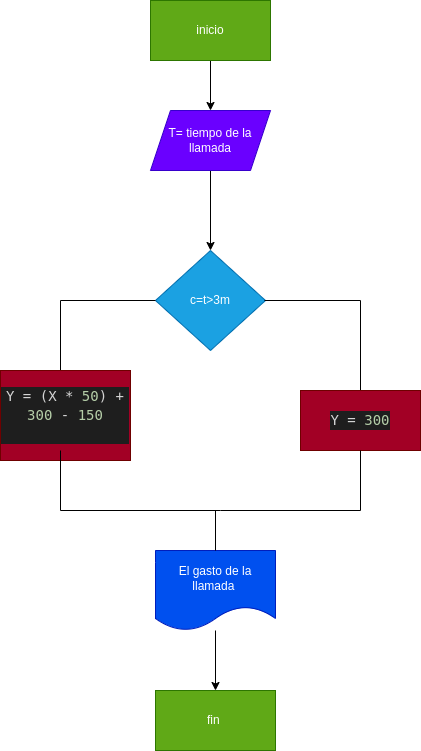 inicio
T= tiempo de la
llamada
c=t>3m
Y = (X * 50) +
300 - 150
Y = 300
El gasto de la
llamada
fin